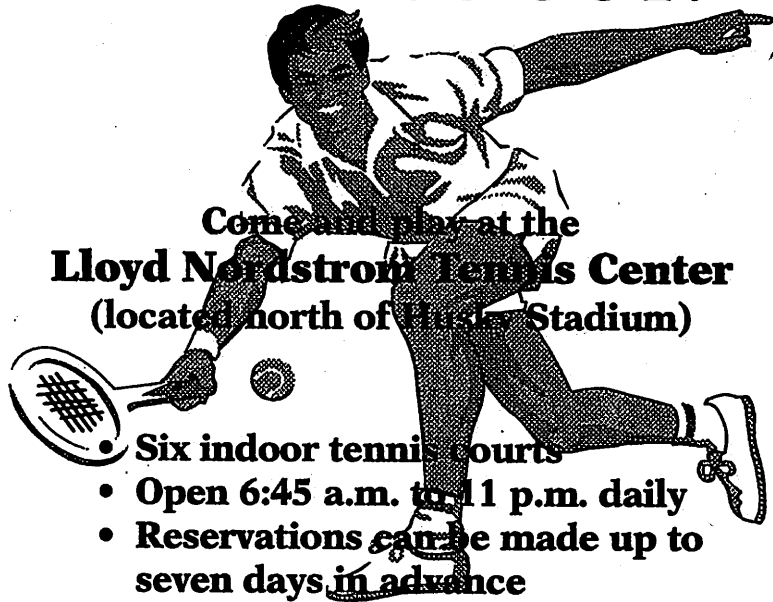 Come and play at the
Lloyd Nordstrom Tennis Center
(located north of Husky Stadium)
• Six indoor tennis courts
• Open 6:45 a.m. to 11 p.m. daily
• Reservations can be made up to
seven days in advance